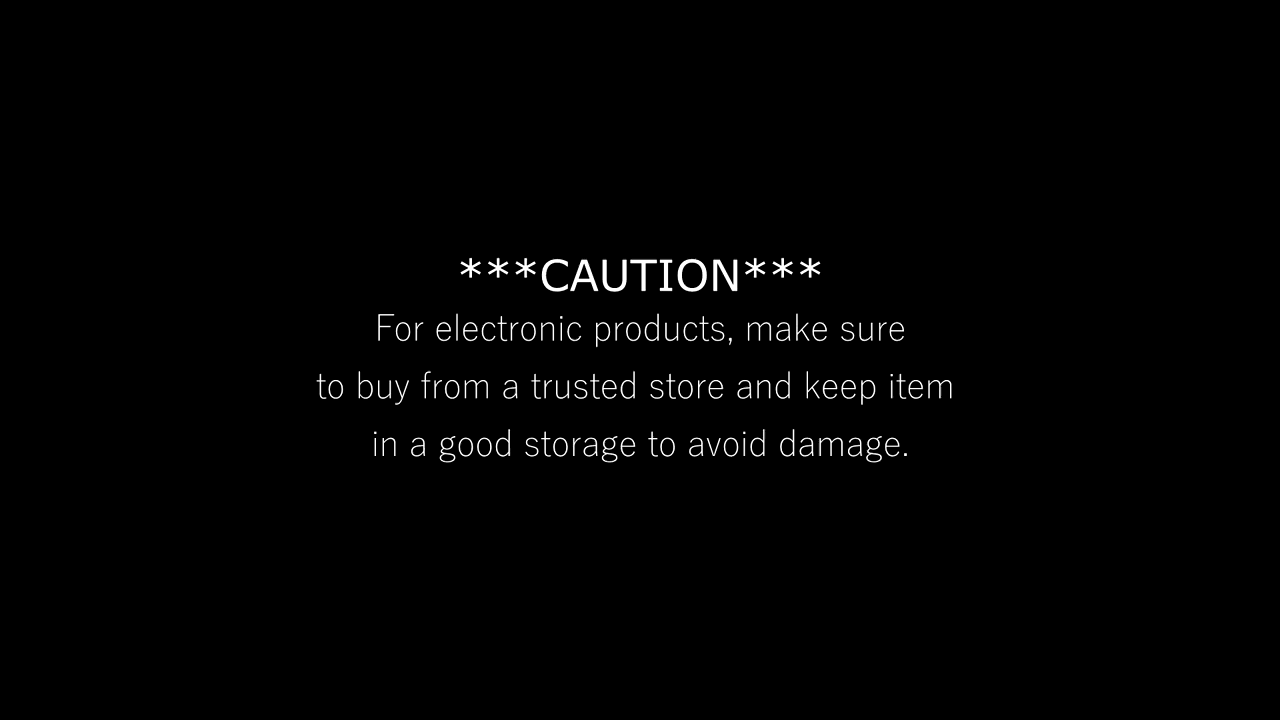 ***CAUTION***
For electronic products, make sure
to buy from a trusted store and keep item
in a good storage to avoid damage.